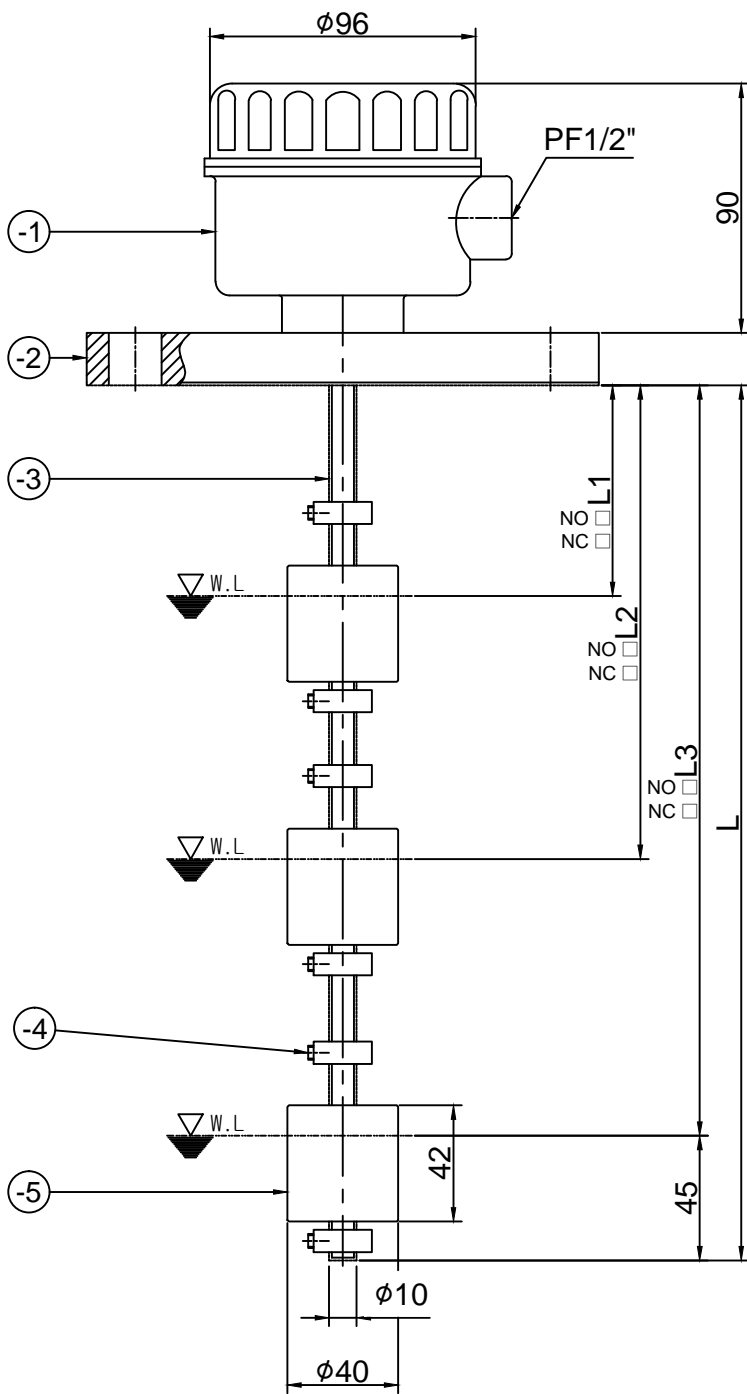 φ96
PF1/2"
90
-1
-2
-3
L1
NO □
NC □
W.L
L2
NO □
NC □
L3
NO □
NC □
L
W.L
-4
W.L
42
45
-5
φ10
φ40